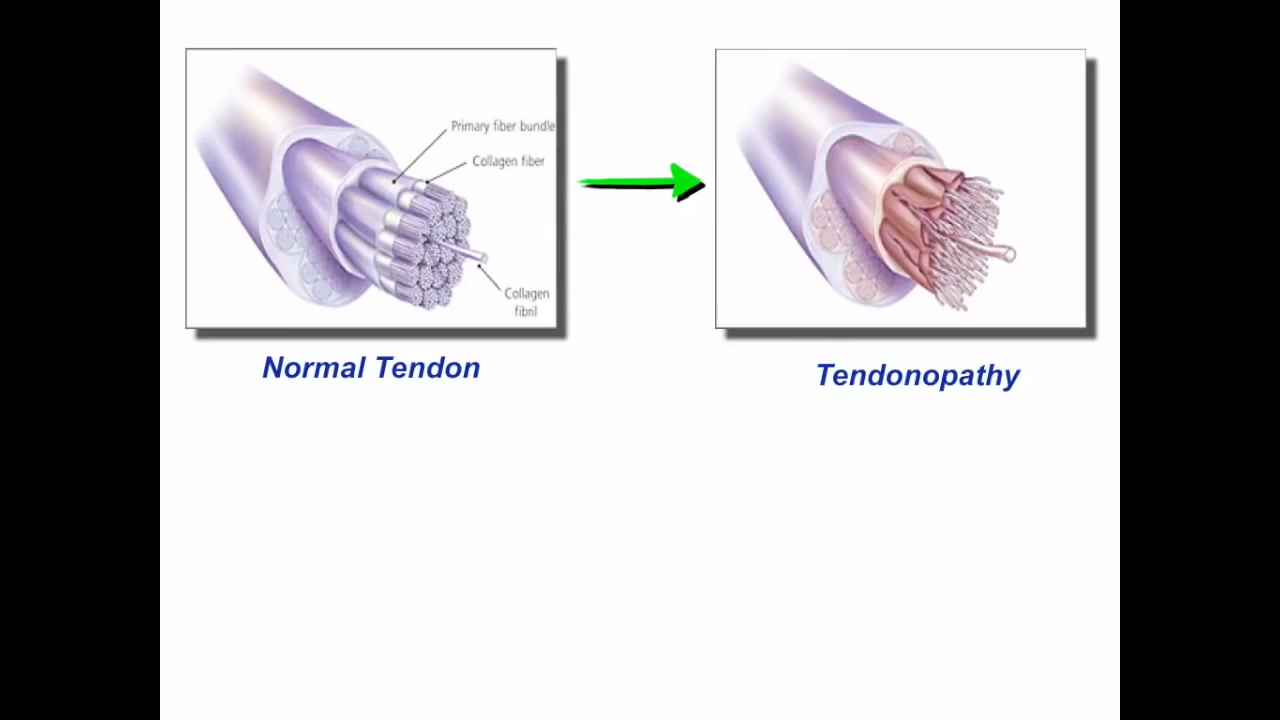 Primary fiber bundle
Collagen fiber
Collagen
fibril
Normal Tendon
Tendonopathy